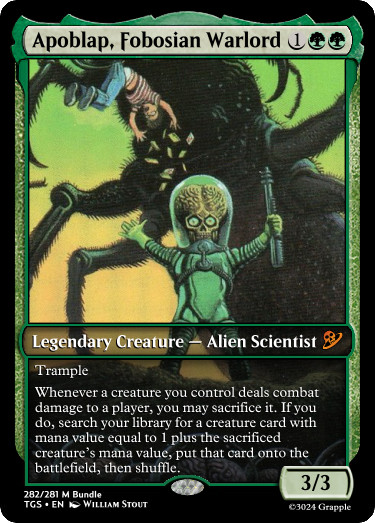 Apoblap, Fobosian Warlord 1
Legendary Creature — Alien Scientist
Trample
Whenever a creature you control deals combat
damage to a player, you may sacrifice it. If you
do, search your library for a creature card with
mana value equal to 1 plus the sacrificed
creature's mana value, put that card onto the
battlefield, then shuffle.
3/3
282/281 M Bundle
TGS • EN William Stout
©3024 Grapple